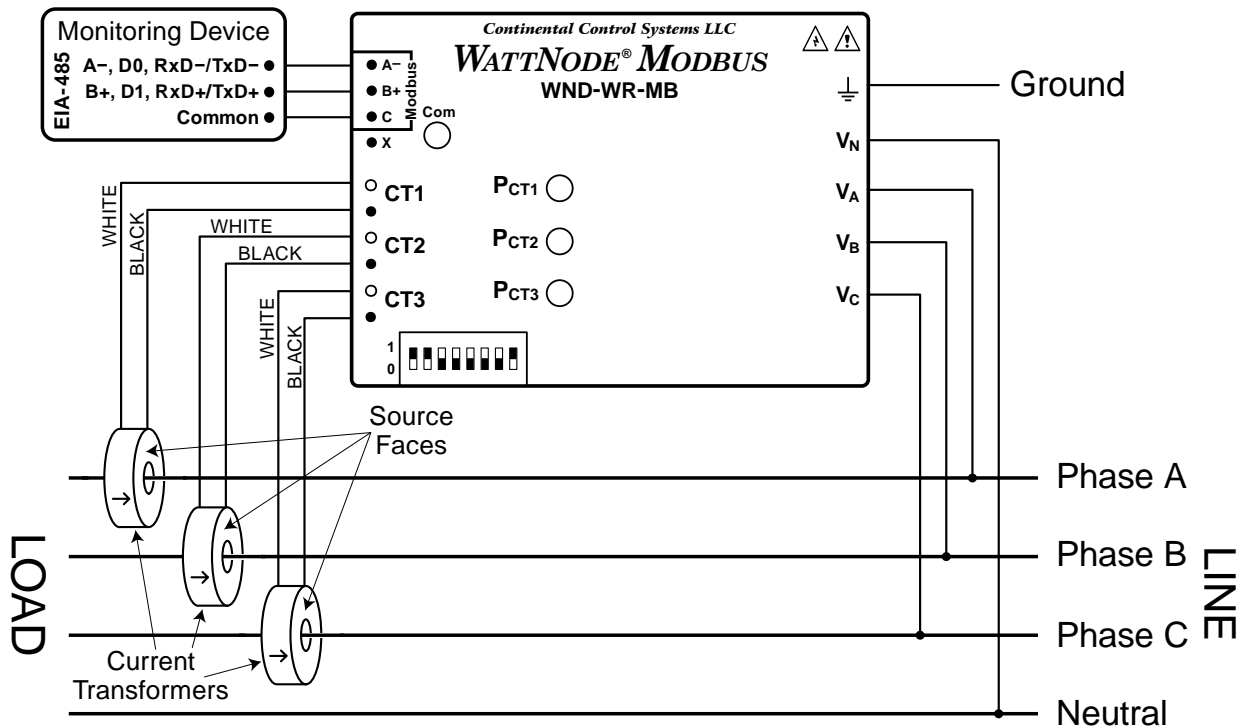 Monitoring Device
EIA-485
A−, D0, RxD−/TxD−
B+, D1, RxD+/TxD+
Common
Continental Control Systems LLC
WATTNODE® MODBUS
WND-WR-MB
A−
B+
C
X
Modbus
Com
CT1
CT2
CT3
PCT1
PCT2
PCT3
1
0
Ground
VN
VA
VB
VC
WHITE
BLACK
WHITE
BLACK
WHITE
BLACK
Source
Faces
Phase A
Phase B
Phase C
Neutral
LOAD
LINE
Current
Transformers